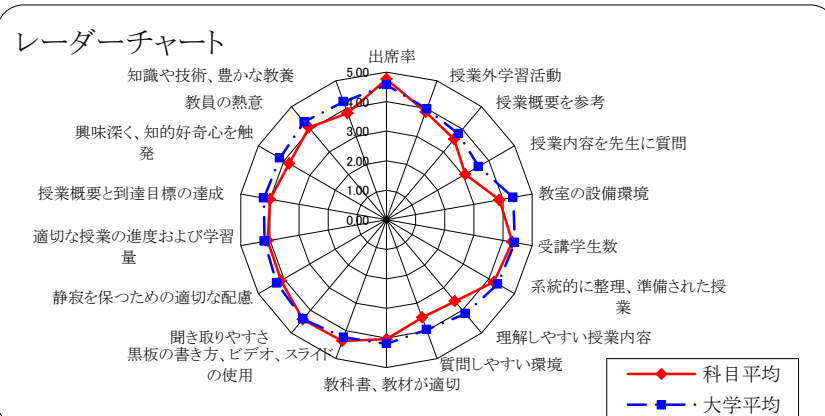 レーダーチャート
出席率
授業外学習活動
授業概要を参考
授業内容を先生に質問
教室の設備環境
受講学生数
系統的に整理、準備された授
業
理解しやすい授業内容
質問しやすい環境
教科書、教材が適切
黒板の書き方、ビデオ、スライド
の使用
聞き取りやすさ
静寂を保つための適切な配慮
適切な授業の進度および学習
量
授業概要と到達目標の達成
興味深く、知的好奇心を触
発
教員の熱意
知識や技術、豊かな教養
5.00
4.00
3.00
2.00
1.00
0.00
科目平均
大学平均